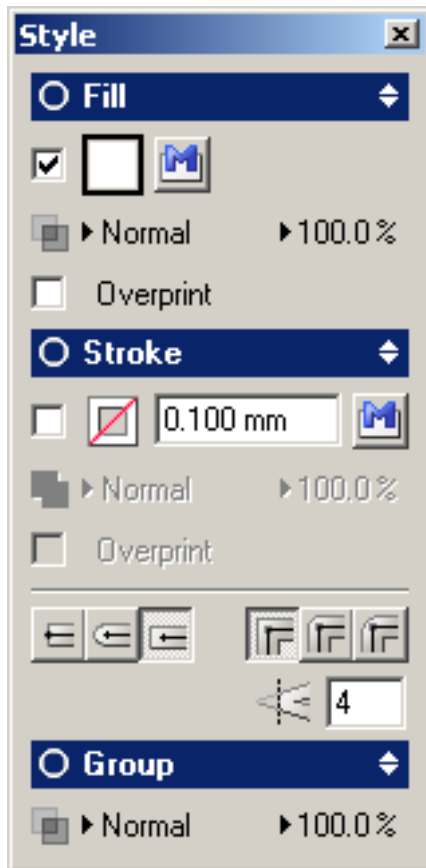 Style
Fill
Normal 100.0%
Overprint
Stroke
0.100 mm
Normal 100.0%
Overprint
4
Group
Normal 100.0%